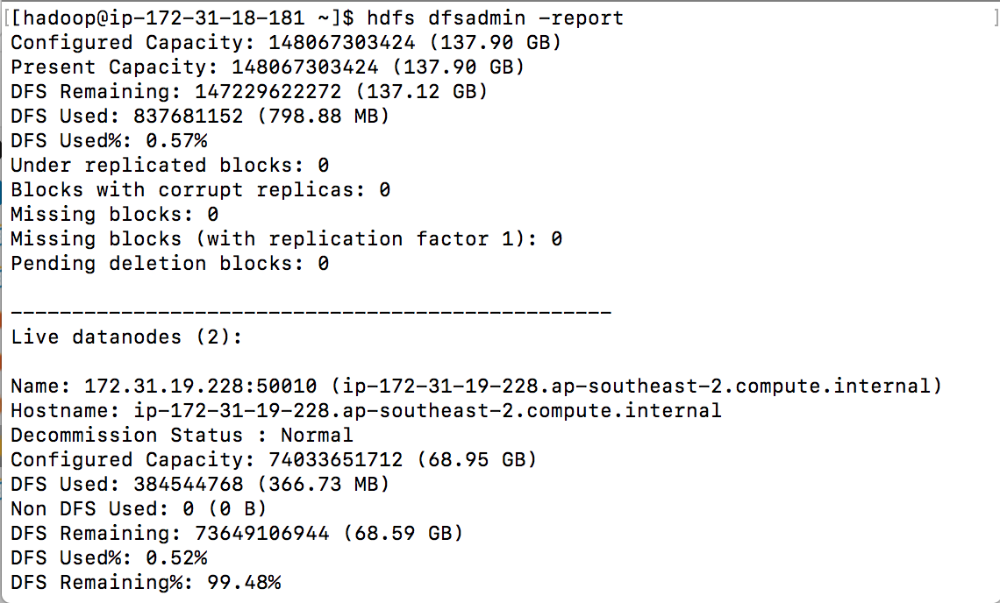 [[hadoop@ip-172-31-18-181 ~]$ hdfs dfsadmin -report ]
Configured Capacity: 148067303424 (137.90 GB)
Present Capacity: 148067303424 (137.90 GB)
DFS Remaining: 147229622272 (137.12 GB)
DFS Used: 837681152 (798.88 MB)
DFS Used%: 0.57%
Under replicated blocks: 0
Blocks with corrupt replicas: 0
Missing blocks: 0
Missing blocks (with replication factor 1): 0
Pending deletion blocks: 0
-------------------------------------------------
Live datanodes (2):
Name: 172.31.19.228:50010 (ip-172-31-19-228.ap-southeast-2.compute.internal)
Hostname: ip-172-31-19-228.ap-southeast-2.compute.internal
Decommission Status : Normal
Configured Capacity: 74033651712 (68.95 GB)
DFS Used: 384544768 (366.73 MB)
Non DFS Used: 0 (0 B)
DFS Remaining: 73649106944 (68.59 GB)
DFS Used%: 0.52%
DFS Remaining%: 99.48%